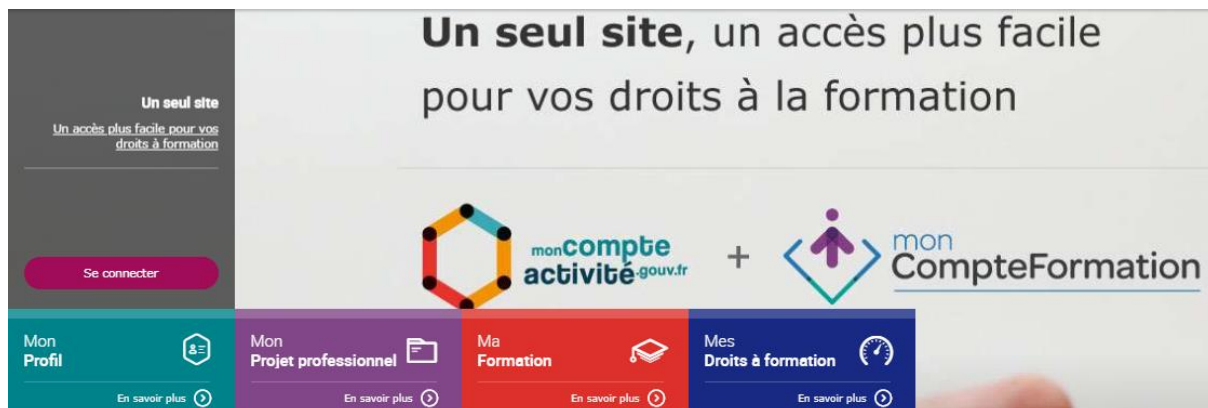 Un seul site, un accès plus facile
pour vos droits à la formation
Un seul site
Un accès plus facile pour vos
droits à formation
Se connecter
moncompte
activité.gouv.fr
+
mon
CompteFormation
Mon
Profil
En savoir plus
Mon
Projet professionnel
En savoir plus
Ma
Formation
En savoir plus
Mes
Droits à formation
En savoir plus